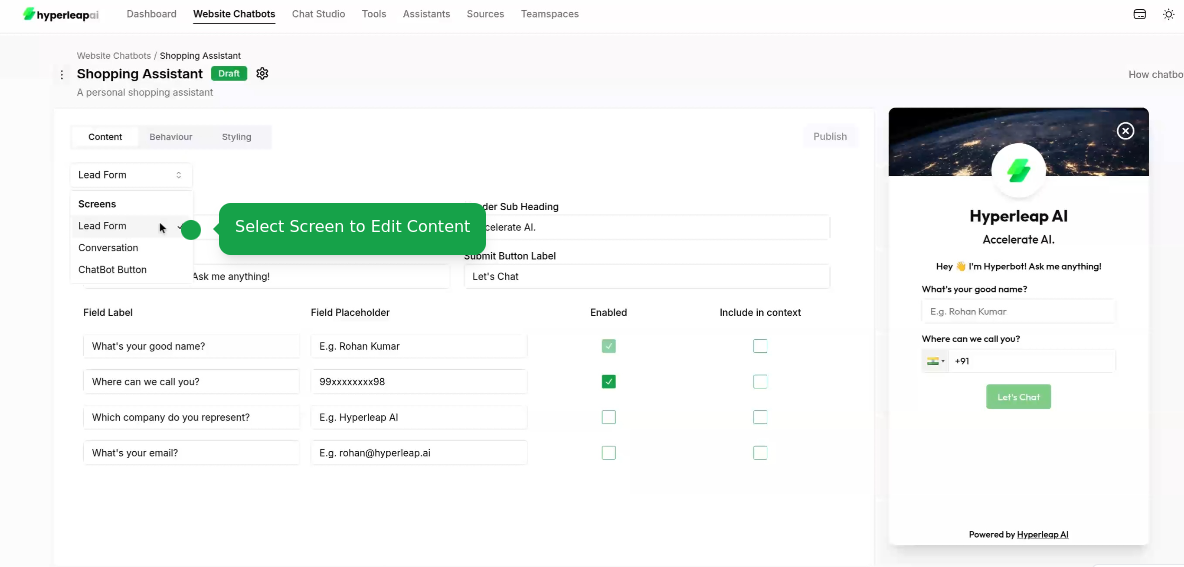 hyperleapai
Dashboard
Website Chatbots
Chat Studio
Tools
Assistants
Sources
Teamspaces
Website Chatbots / Shopping Assistant
Shopping Assistant
Draft
A personal shopping assistant
How chatbo
Content
Behaviour
Styling
Publish
Lead Form
Screens
Lead Form
Conversation
ChatBot Button
Select Screen to Edit Content
der Sub Heading
celerate AI.
Submit Button Label
Ask me anything!
Let's Chat
Field Label
Field Placeholder
Enabled
Include in context
What's your good name?
E.g. Rohan Kumar
Where can we call you?
99xxxxxxxx98
Which company do you represent?
E.g. Hyperleap AI
What's your email?
E.g. rohan@hyperleap.ai
Hyperleap AI
Accelerate AI.
Hey 👋 I'm Hyperbot! Ask me anything!
What's your good name?
E.g. Rohan Kumar
Where can we call you?
+91
Let's Chat
Powered by Hyperleap AI